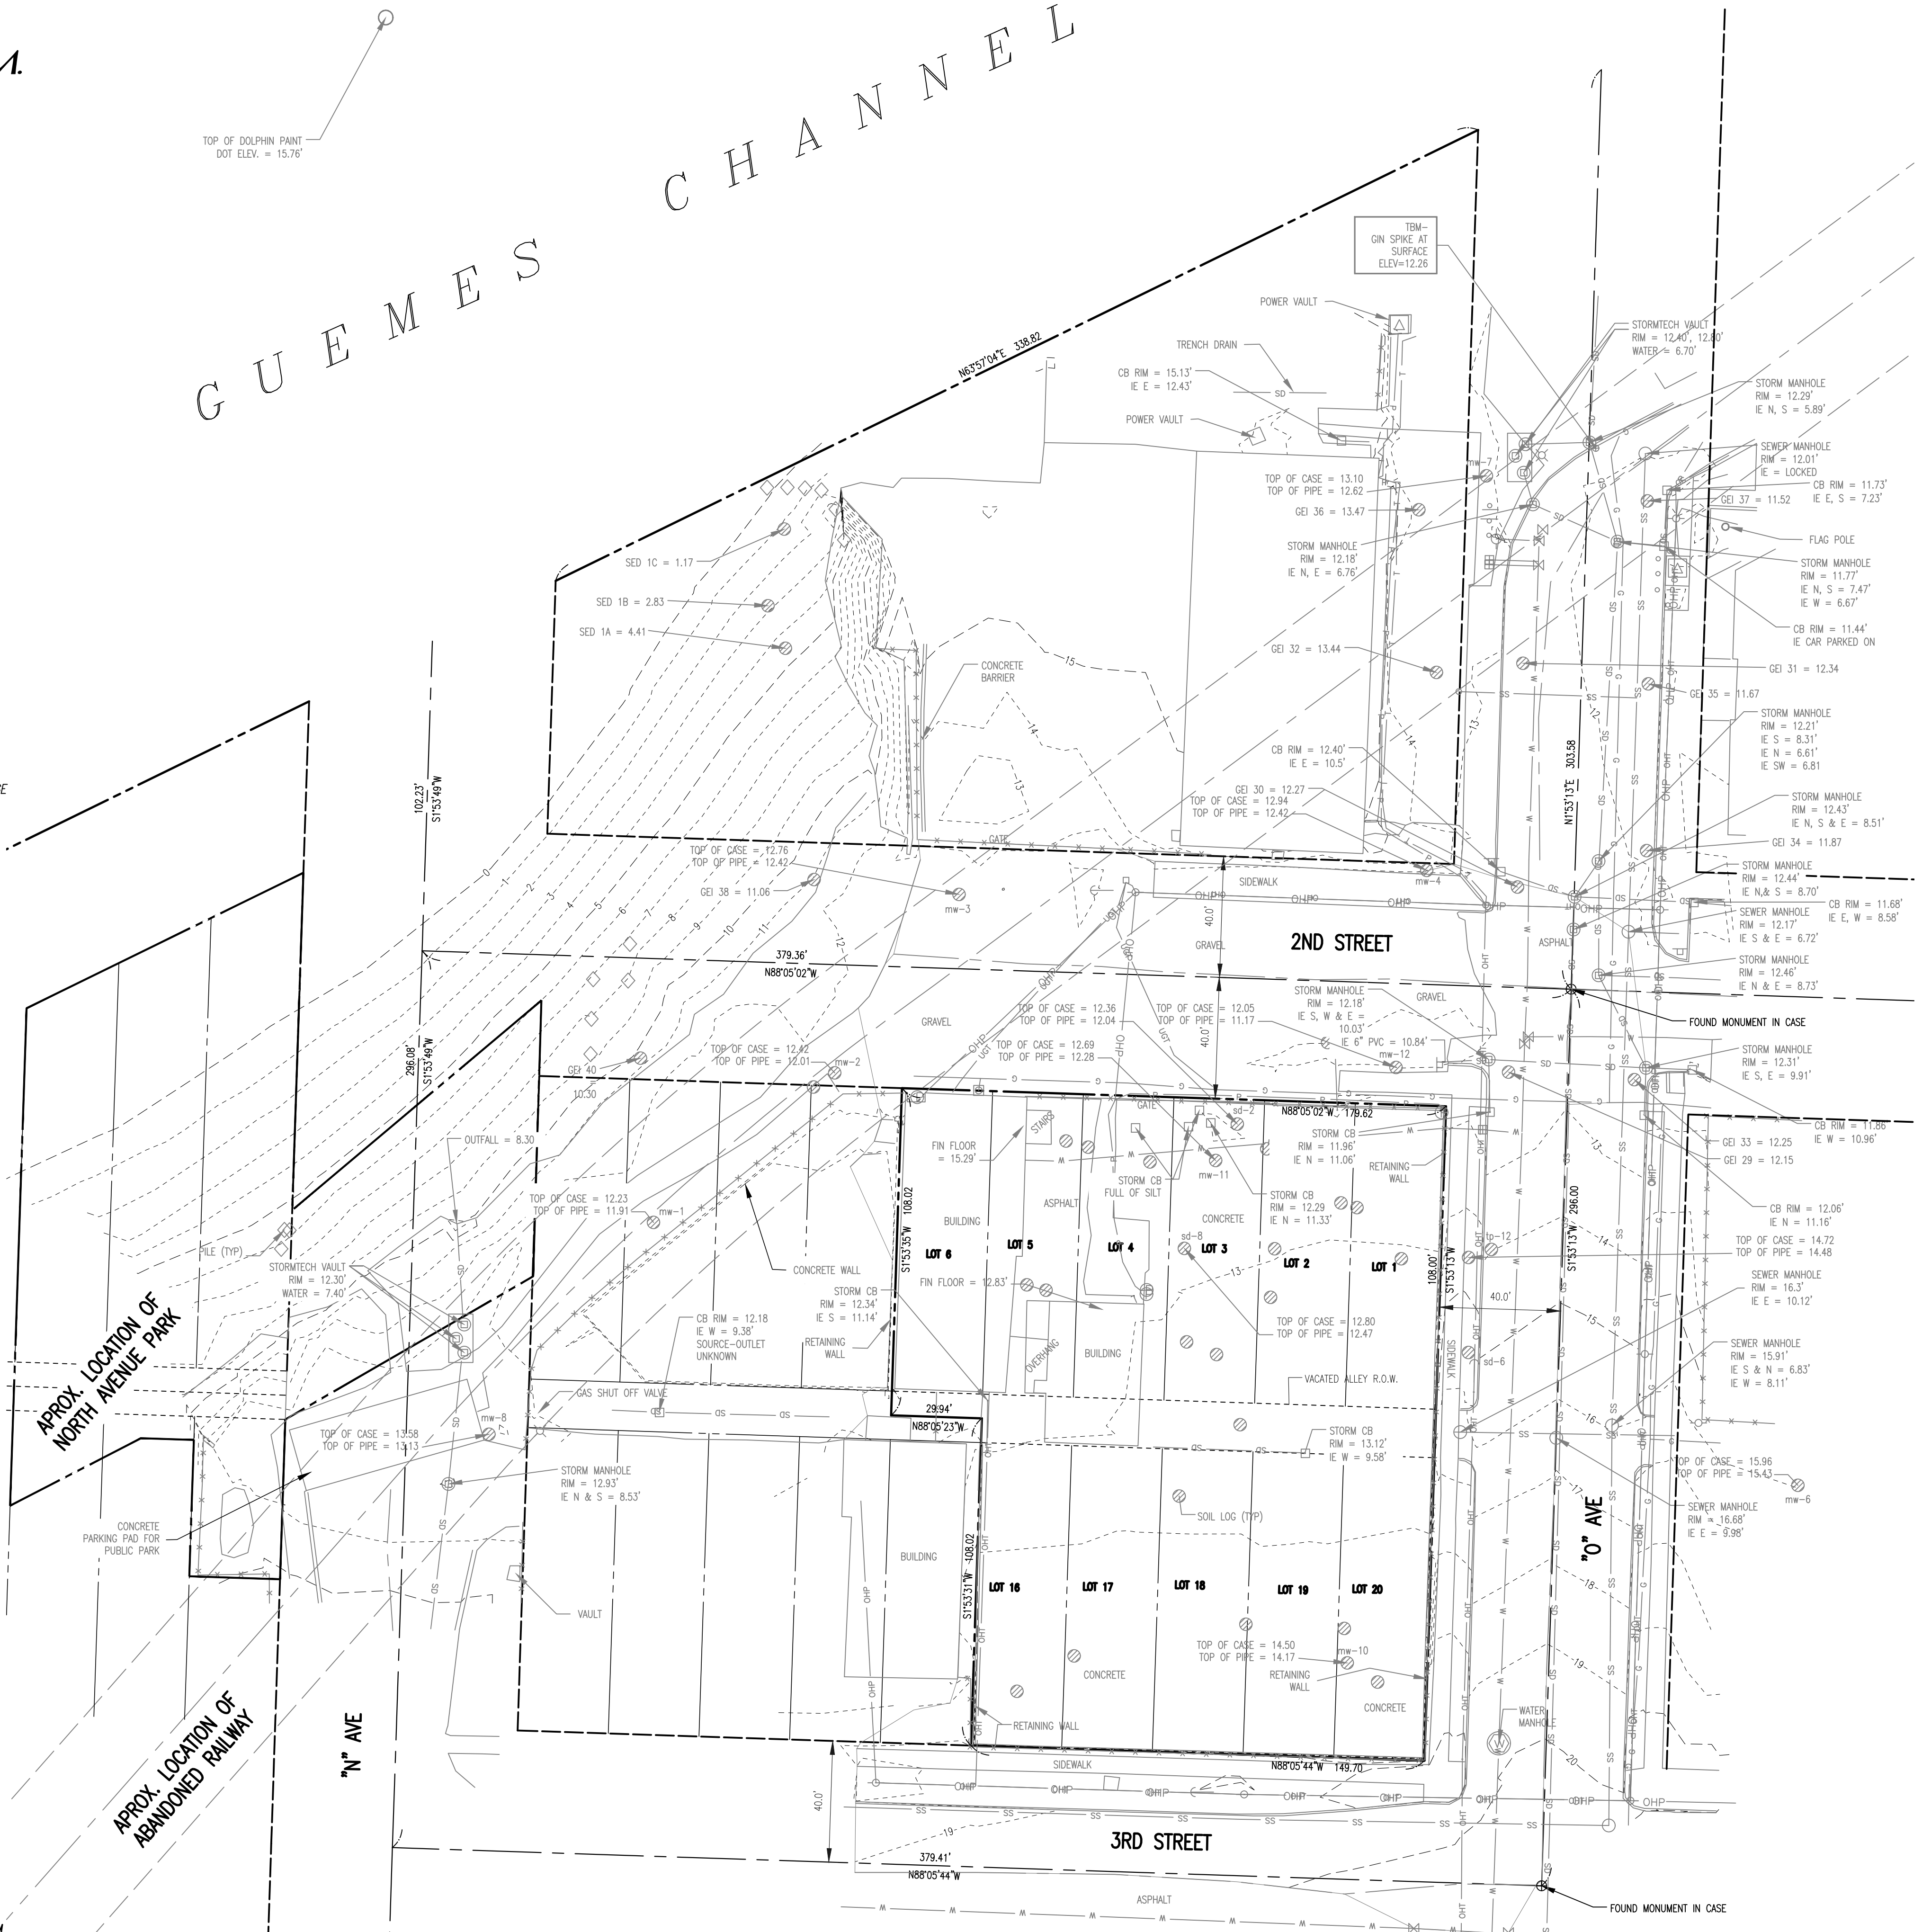 M.
TOP OF DOLPHIN PAINT
DOT ELEV. = 15.76'
GUEMES CHANNEL
TBM-
GIN SPIKE AT
SURFACE
ELEV=12.26
N63°57'04"E 338.82
POWER VAULT
TRENCH DRAIN
CB RIM = 15.13'
IE E = 12.43'
POWER VAULT
STORMTECH VAULT
RIM = 12.40', 12.80'
WATER = 6.70'
STORM MANHOLE
RIM = 12.29'
IE N, S = 5.89'
SEWER MANHOLE
RIM = 12.01'
IE = LOCKED
CB RIM = 11.73'
IE E, S = 7.23'
GEI 37 = 11.52
FLAG POLE
mw-7
TOP OF CASE = 13.10
TOP OF PIPE = 12.62
GEI 36 = 13.47
STORM MANHOLE
RIM = 12.18'
IE N, E = 6.76'
STORM MANHOLE
RIM = 11.77'
IE N, S = 7.47'
IE W = 6.67'
CB RIM = 11.44'
IE CAR PARKED ON
SED 1C = 1.17
SED 1B = 2.83
SED 1A = 4.41
CONCRETE
BARRIER
15
14
13
GEI 32 = 13.44
GEI 31 = 12.34
GEI 35 = 11.67
STORM MANHOLE
RIM = 12.21'
IE S = 8.31'
IE N = 6.61'
IE SW = 6.81
CB RIM = 12.40'
IE E = 10.5'
N1°53'13"E 303.58
STORM MANHOLE
RIM = 12.43'
IE N, S & E = 8.51'
GEI 34 = 11.87
GEI 30 = 12.27
TOP OF CASE = 12.94
TOP OF PIPE = 12.42
mw-4
102.23'
S1°53'49"W
GATE
TOP OF CASE = 12.76
TOP OF PIPE = 12.42
GEI 38 = 11.06
mw-3
SIDEWALK
STORM MANHOLE
RIM = 12.44'
IE N,& S = 8.70'
CB RIM = 11.68'
IE E, W = 8.58'
SEWER MANHOLE
RIM = 12.17'
IE S & E = 6.72'
STORM MANHOLE
RIM = 12.46'
IE N & E = 8.73'
0
1
2
3
4
5
6
7
8
9
10
11
12
40.0'
GRAVEL
2ND STREET
ASPHALT
379.36'
N88°05'02"W
FOUND MONUMENT IN CASE
296.08'
S1°53'49"W
GRAVEL
TOP OF CASE = 12.36
TOP OF PIPE = 12.04
TOP OF CASE = 12.05
TOP OF PIPE = 11.17
STORM MANHOLE
RIM = 12.18'
IE S, W & E =
10.03'
IE 6" PVC = 10.84'
GRAVEL
mw-12
40.0'
TOP OF CASE = 12.69
TOP OF PIPE = 12.28
TOP OF CASE = 12.42
TOP OF PIPE = 12.01
mw-2
GEI 40
=
10.30
STORM MANHOLE
RIM = 12.31'
IE S, E = 9.91'
CB RIM = 11.86
IE W = 10.96'
GEI 33 = 12.25
GEI 29 = 12.15
OUTFALL = 8.30
STAIRS
GATE
sd-2
N88°05'02"W 179.62
FIN FLOOR
= 15.29'
STORM CB
RIM = 11.96'
IE N = 11.06'
RETAINING
WALL
mw-11
STORM CB
FULL OF SILT
STORM CB
RIM = 12.29
IE N = 11.33'
TOP OF CASE = 12.23
TOP OF PIPE = 11.91
mw-1
S1°53'35"W 108.02
BUILDING
ASPHALT
CONCRETE
LOT 6
LOT 5
LOT 4
LOT 3
LOT 2
LOT 1
sd-8
tp-12
CB RIM = 12.06'
IE N = 11.16'
TOP OF CASE = 14.72
TOP OF PIPE = 14.48
PILE (TYP)
STORMTECH VAULT
RIM = 12.30'
WATER = 7.40'
CONCRETE WALL
FIN FLOOR = 12.83'
STORM CB
RIM = 12.34'
IE S = 11.14'
CB RIM = 12.18
IE W = 9.38'
SOURCE-OUTLET
UNKNOWN
RETAINING
WALL
108.00'
S1°53'13"W
40.0'
S1°53'13"W 296.00
SEWER MANHOLE
RIM = 16.3'
IE E = 10.12'
TOP OF CASE = 12.80
TOP OF PIPE = 12.47
OVERHANG
BUILDING
SIDEWALK
sd-6
SEWER MANHOLE
RIM = 15.91'
IE S & N = 6.83'
IE W = 8.11'
APROX. LOCATION OF
NORTH AVENUE PARK
VACATED ALLEY R.O.W.
GAS SHUT OFF VALVE
29.94'
N88°05'23"W
mw-8
TOP OF CASE = 13.58
TOP OF PIPE = 13.13
STORM CB
RIM = 13.12'
IE W = 9.58'
STORM MANHOLE
RIM = 12.93'
IE N & S = 8.53'
TOP OF CASE = 15.96
TOP OF PIPE = 15.43
mw-6
SEWER MANHOLE
RIM = 16.68'
IE E = 9.98'
CONCRETE
PARKING PAD FOR
PUBLIC PARK
SOIL LOG (TYP)
"O" AVE
BUILDING
S1°53'31"W 108.02
LOT 16
LOT 17
LOT 18
LOT 19
LOT 20
VAULT
TOP OF CASE = 14.50
TOP OF PIPE = 14.17
mw-10
CONCRETE
RETAINING
WALL
CONCRETE
APROX. LOCATION OF
ABANDONED RAILWAY
"N" AVE
RETAINING WALL
WATER
MANHOLE
SIDEWALK
N88°05'44"W 149.70
40.0'
3RD STREET
379.41'
N88°05'44"W
ASPHALT
FOUND MONUMENT IN CASE